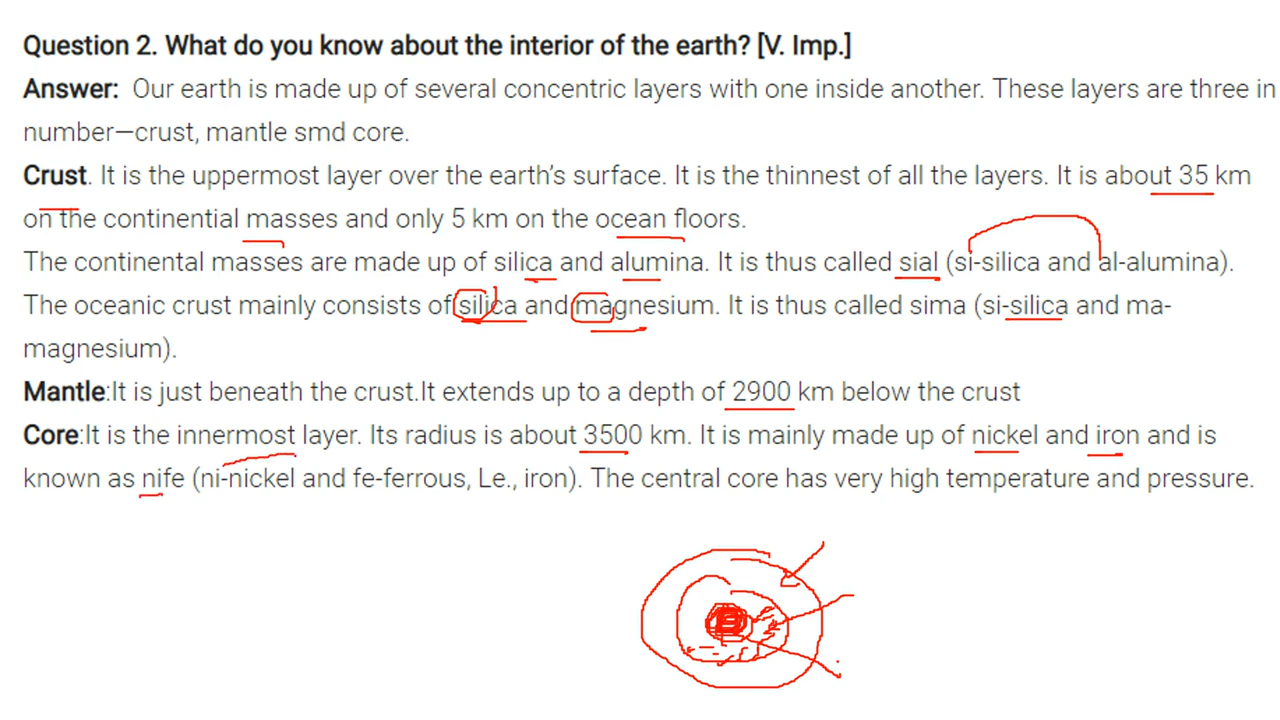 Question 2. What do you know about the interior of the earth? [V. Imp.]
Answer: Our earth is made up of several concentric layers with one inside another. These layers are three in
number—crust, mantle smd core.
Crust. It is the uppermost layer over the earth's surface. It is the thinnest of all the layers. It is about 35 km
on the continential masses and only 5 km on the ocean floors.
The continental masses are made up of silica and alumina. It is thus called sial (si-silica and al-alumina).
The oceanic crust mainly consists of silica and magnesium. It is thus called sima (si-silica and ma-
magnesium).
Mantle:It is just beneath the crust.It extends up to a depth of 2900 km below the crust
Core:It is the innermost layer. Its radius is about 3500 km. It is mainly made up of nickel and iron and is
known as nife (ni-nickel and fe-ferrous, Le., iron). The central core has very high temperature and pressure.